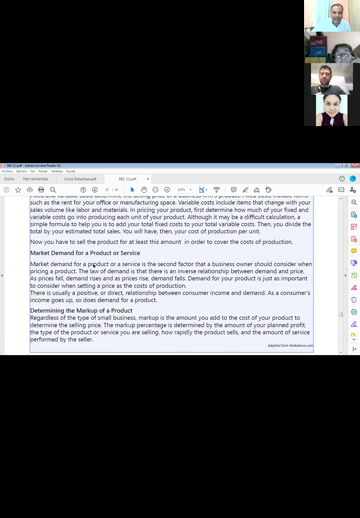 Inicio Herramientas Carta Didáctica.pdf SEC 11.pdf
such as the rent for your office or manufacturing space. Variable costs include items that change with your
sales volume like labor and materials. In pricing your product, first determine how much of your fixed and
variable costs go into producing each unit of your product. Although it may be a difficult calculation, a
simple formula to help you is to add your total fixed costs to your total variable costs. Then, you divide the
total by your estimated total sales. You will have, then, your cost of production per unit.
Now you have to sell the product for at least this amount in order to cover the costs of production.
Market Demand for a Product or Service
Market demand for a product or a service is the second factor that a business owner should consider when
pricing a product. The law of demand is that there is an inverse relationship between demand and price.
As prices fall, demand rises and as prices rise, demand falls. Demand for your product is just as important
to consider when setting a price as the costs of production.
There is usually a positive, or direct, relationship between consumer income and demand. As a consumer's
income goes up, so does demand for a product.
Determining the Markup of a Product
Regardless of the type of small business, markup is the amount you add to the cost of your product to
determine the selling price. The markup percentage is determined by the amount of your planned profit,
the type of the product or service you are selling, how rapidly the product sells, and the amount of service
performed by the seller.
Adapted from thebalance.com